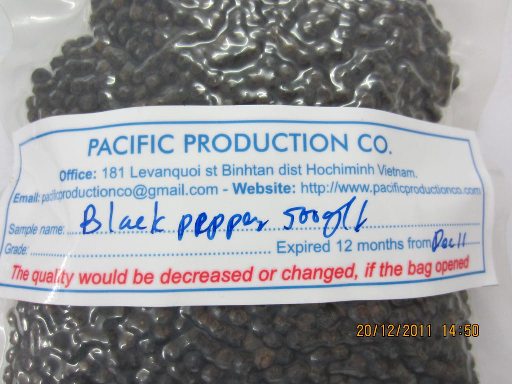 PACIFIC PRODUCTION CO.
Office: 181 Levanquoi st Binhtan dist Hochiminh Vietnam.
Email: pacificproductionco@gmail.com - Website: http://www.pacificproductionco.com
Sample name: Black pepper 500g/l
Grade: Expired 12 months from Dec 11
The quality would be decreased or changed, if the bag opened
20/12/2011 14:50